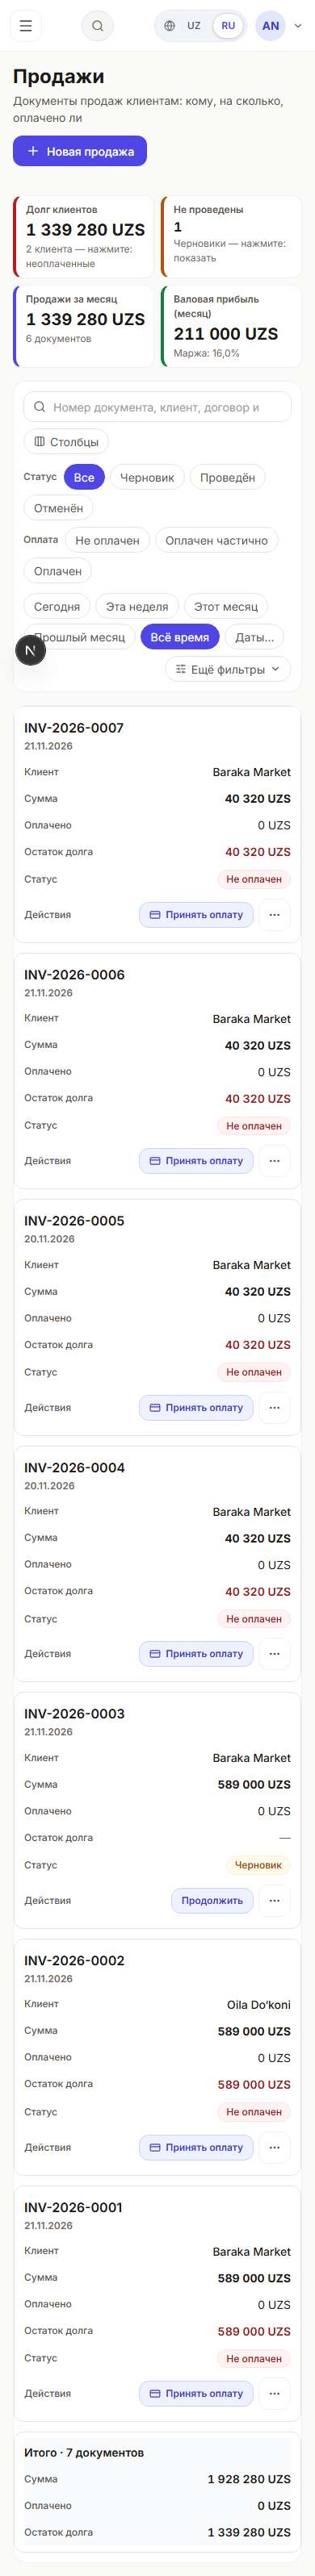 UZ
RU
AN
Продажи
Документы продаж клиентам: кому, на сколько,
оплачено ли
Новая продажа
Долг клиентов
1 339 280 UZS
2 клиента — нажмите:
неоплаченные
Не проведены
1
Черновики — нажмите:
показать
Продажи за месяц
1 339 280 UZS
6 документов
Валовая прибыль
(месяц)
211 000 UZS
Маржа: 16,0%
Номер документа, клиент, договор и
Столбцы
Статус
Все
Черновик
Проведён
Отменён
Оплата
Не оплачен
Оплачен частично
Оплачен
Сегодня
Эта неделя
Этот месяц
Прошлый месяц
Всё время
Даты...
N
Ещё фильтры
INV-2026-0007
21.11.2026
Клиент Baraka Market
Сумма 40 320 UZS
Оплачено 0 UZS
Остаток долга 40 320 UZS
Статус Не оплачен
Действия Принять оплату
INV-2026-0006
21.11.2026
Клиент Baraka Market
Сумма 40 320 UZS
Оплачено 0 UZS
Остаток долга 40 320 UZS
Статус Не оплачен
Действия Принять оплату
INV-2026-0005
20.11.2026
Клиент Baraka Market
Сумма 40 320 UZS
Оплачено 0 UZS
Остаток долга 40 320 UZS
Статус Не оплачен
Действия Принять оплату
INV-2026-0004
20.11.2026
Клиент Baraka Market
Сумма 40 320 UZS
Оплачено 0 UZS
Остаток долга 40 320 UZS
Статус Не оплачен
Действия Принять оплату
INV-2026-0003
21.11.2026
Клиент Baraka Market
Сумма 589 000 UZS
Оплачено 0 UZS
Остаток долга —
Статус Черновик
Действия Продолжить
INV-2026-0002
21.11.2026
Клиент Oila Do'koni
Сумма 589 000 UZS
Оплачено 0 UZS
Остаток долга 589 000 UZS
Статус Не оплачен
Действия Принять оплату
INV-2026-0001
21.11.2026
Клиент Baraka Market
Сумма 589 000 UZS
Оплачено 0 UZS
Остаток долга 589 000 UZS
Статус Не оплачен
Действия Принять оплату
Итого · 7 документов
Сумма 1 928 280 UZS
Оплачено 0 UZS
Остаток долга 1 339 280 UZS